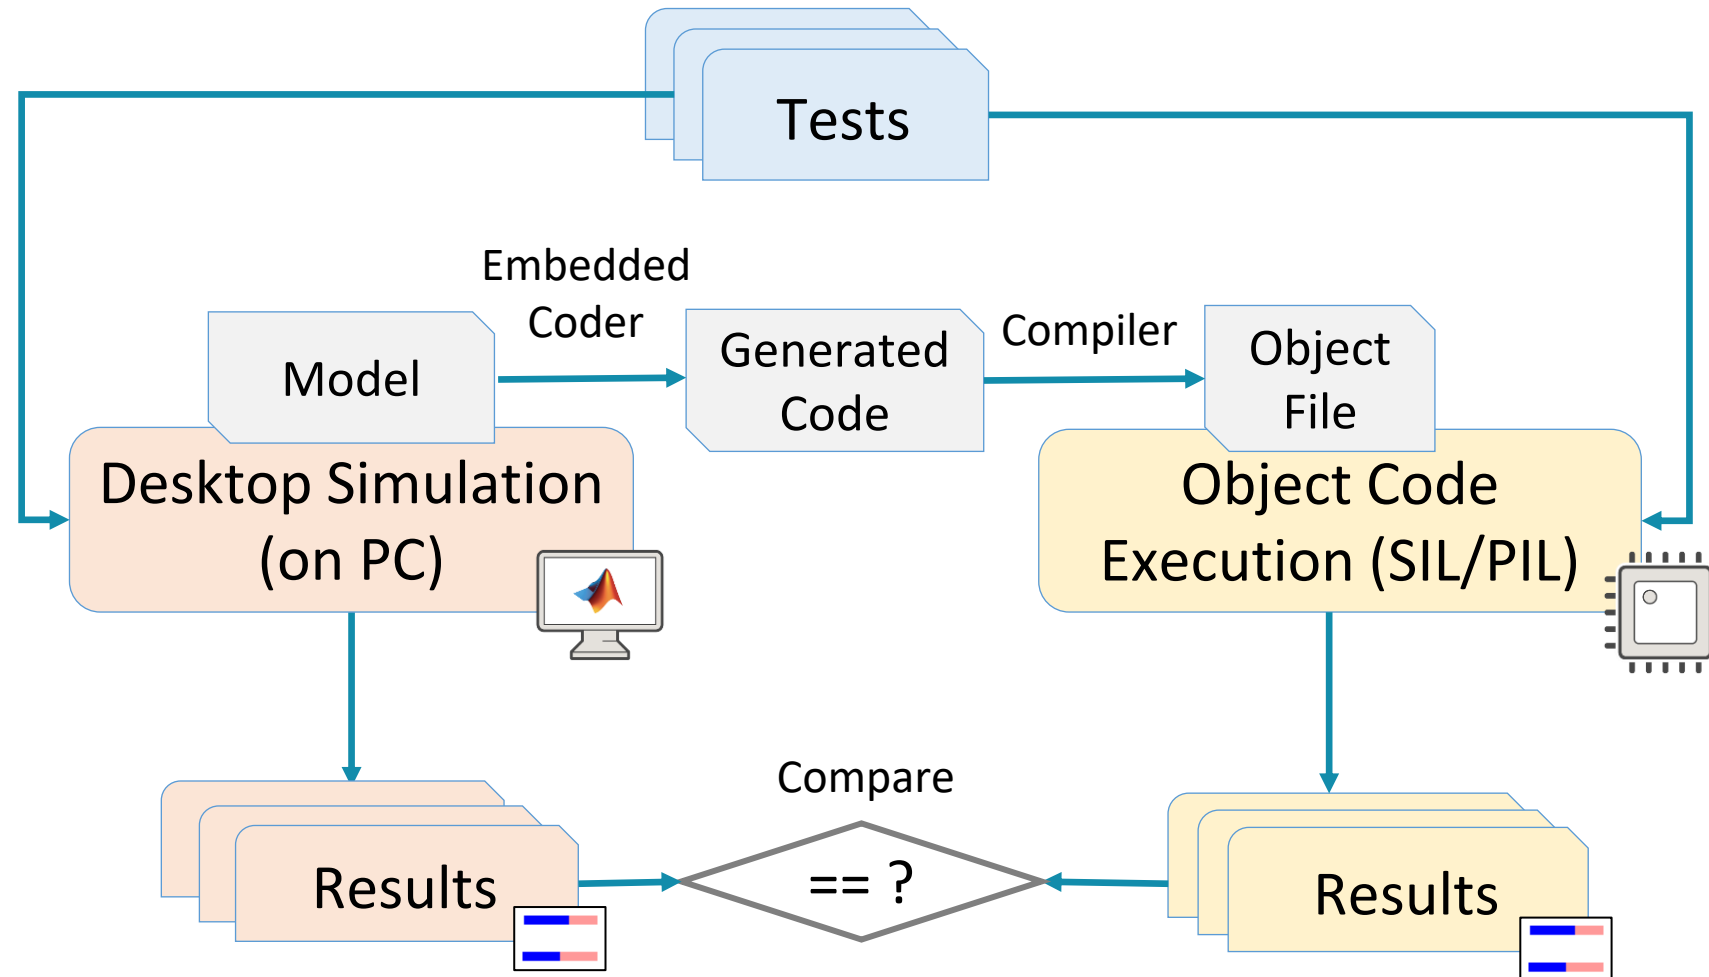 Tests
Embedded
Coder
Model
Generated
Code
Compiler
Object
File
Desktop Simulation
(on PC)
Object Code
Execution (SIL/PIL)
Compare
Results
== ?
Results